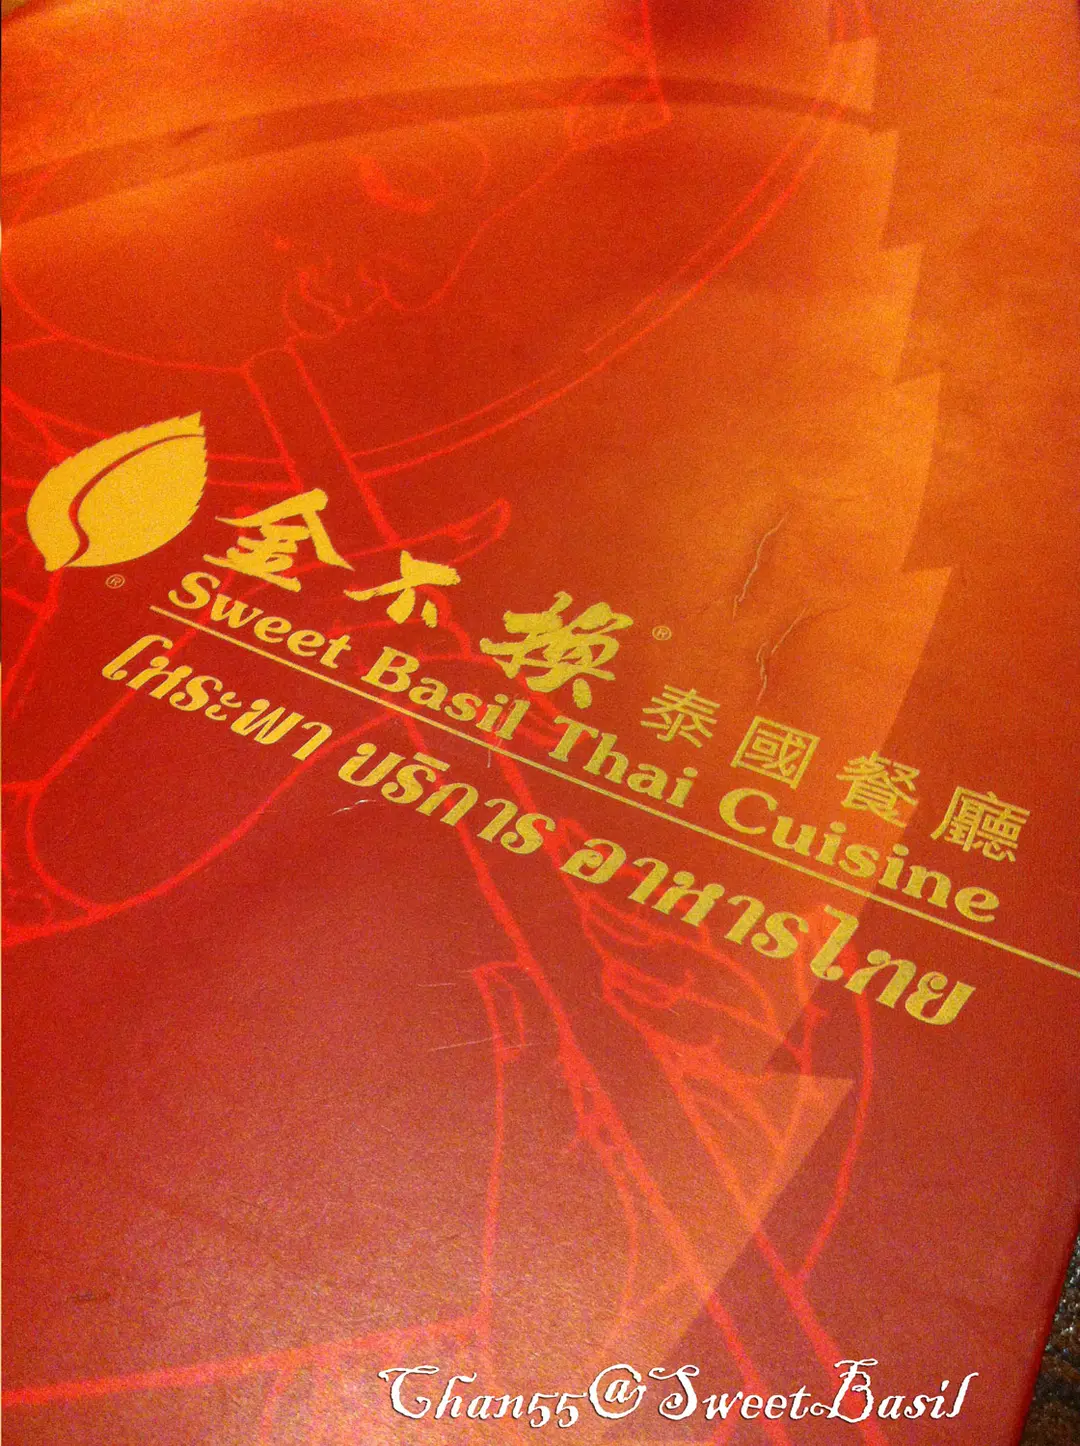 金不換® 泰國餐廳
Sweet Basil Thai Cuisine
โหระพา บริการ อาหารไทย
®
Chan55@SweetBasil